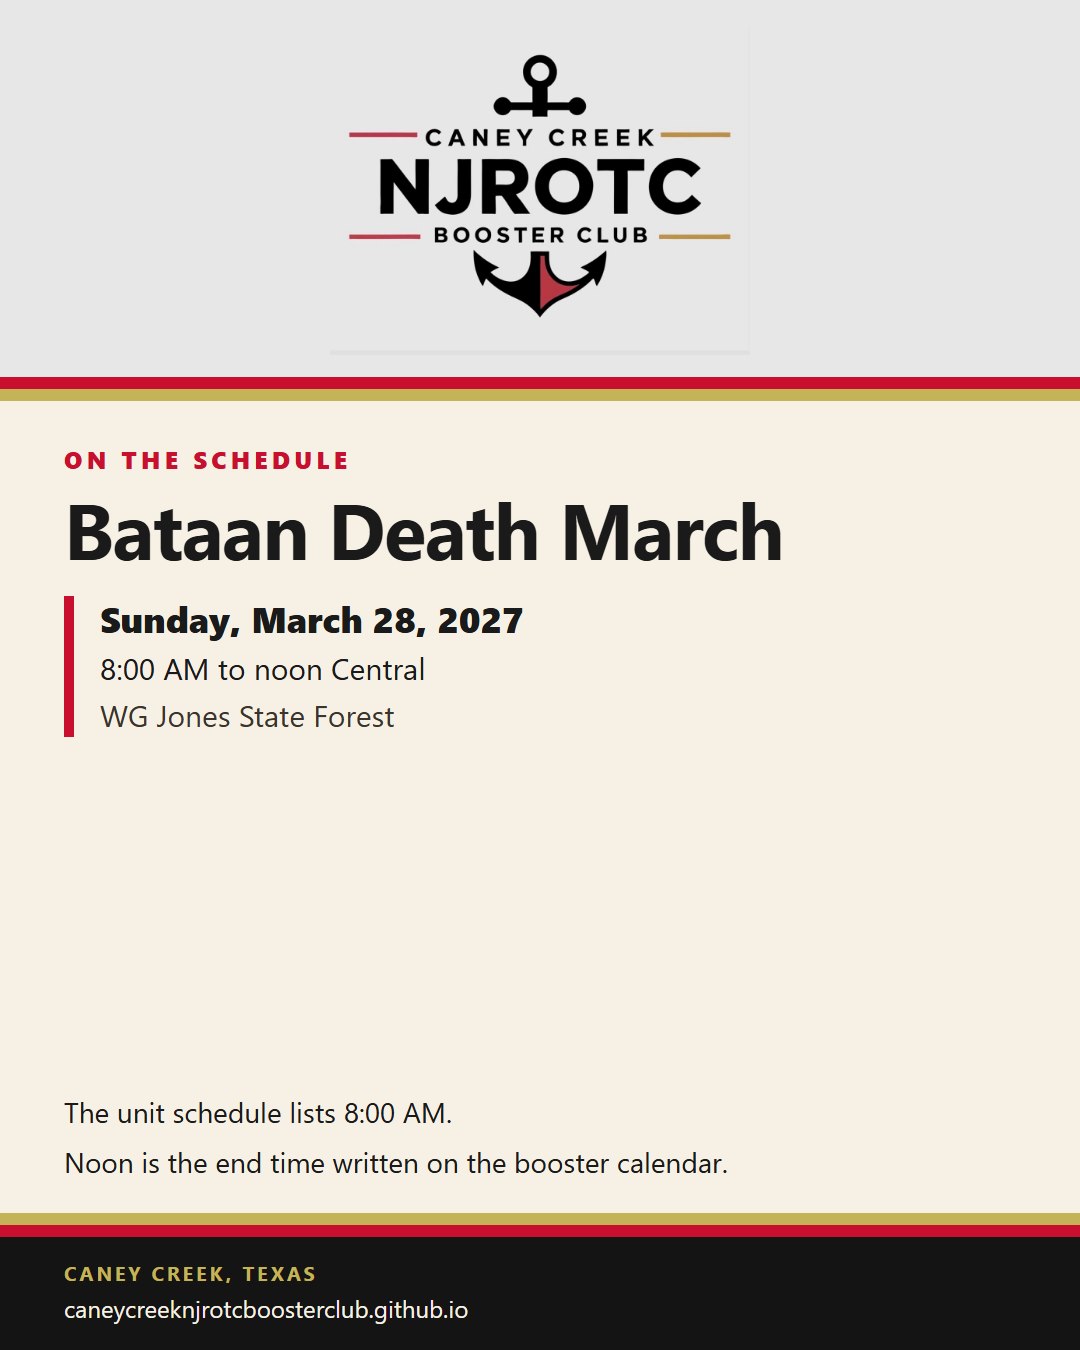 CANEY CREEK
NJROTC
BOOSTER CLUB
ON THE SCHEDULE
Bataan Death March
Sunday, March 28, 2027
8:00 AM to noon Central
WG Jones State Forest
The unit schedule lists 8:00 AM.
Noon is the end time written on the booster calendar.
CANEY CREEK, TEXAS
caneycreeknjrotcboosterclub.github.io